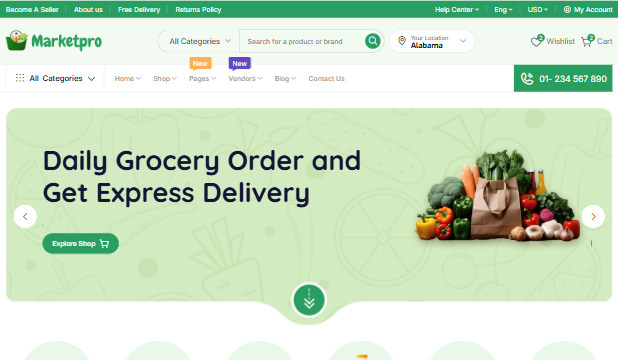 Become A Seller About us Free Delivery Returns Policy Help Center Eng USD My Account
Marketpro All Categories Search for a product or brand Your Location Alabama 2 Wishlist 2 Cart
New New
All Categories Home Shop Pages Vendors Blog Contact Us 01- 234 567 890
Daily Grocery Order and
Get Express Delivery
Explore Shop